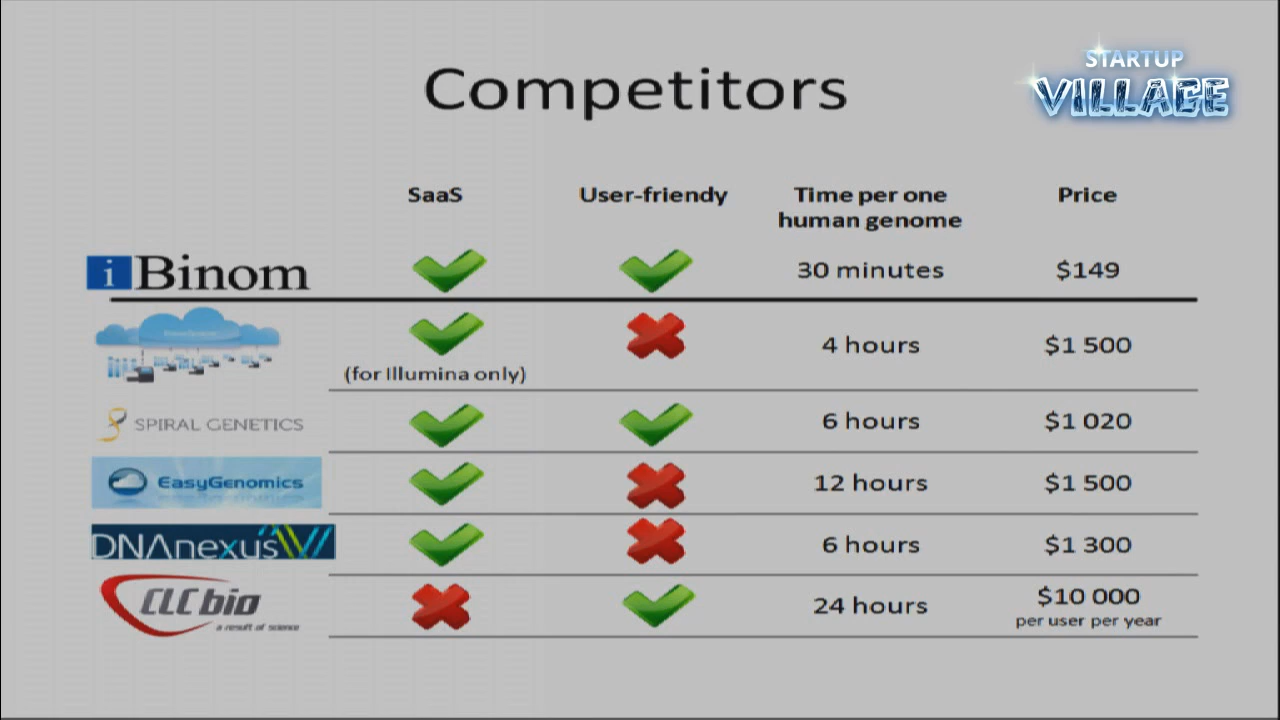 STARTUP
VILLAGE
Competitors
SaaS
User-friendly
Time per one
human genome
Price
iBinom
30 minutes
$149
(for Illumina only)
4 hours
$1 500
SPIRAL GENETICS
6 hours
$1 020
EasyGenomics
12 hours
$1 500
DNAnexus
6 hours
$1 300
CLC bio
a result of science
24 hours
$10 000
per user per year